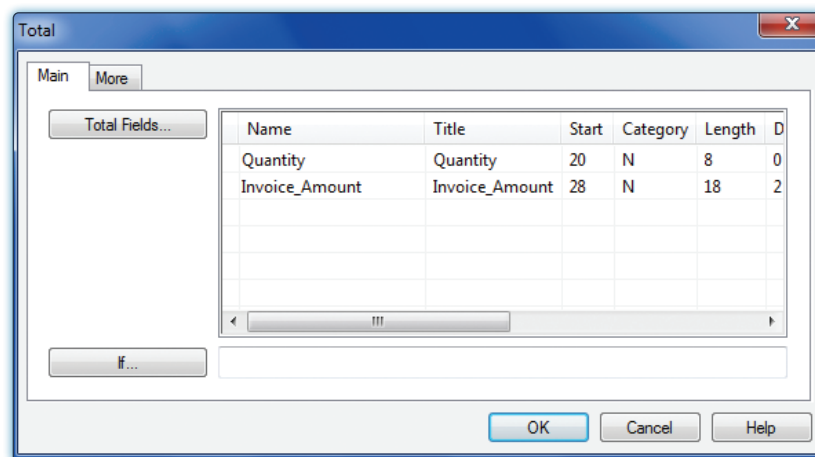 Total
Main More
Total Fields...
Name Title Start Category Length D
Quantity Quantity 20 N 8 0
Invoice_Amount Invoice_Amount 28 N 18 2
If...
OK Cancel Help